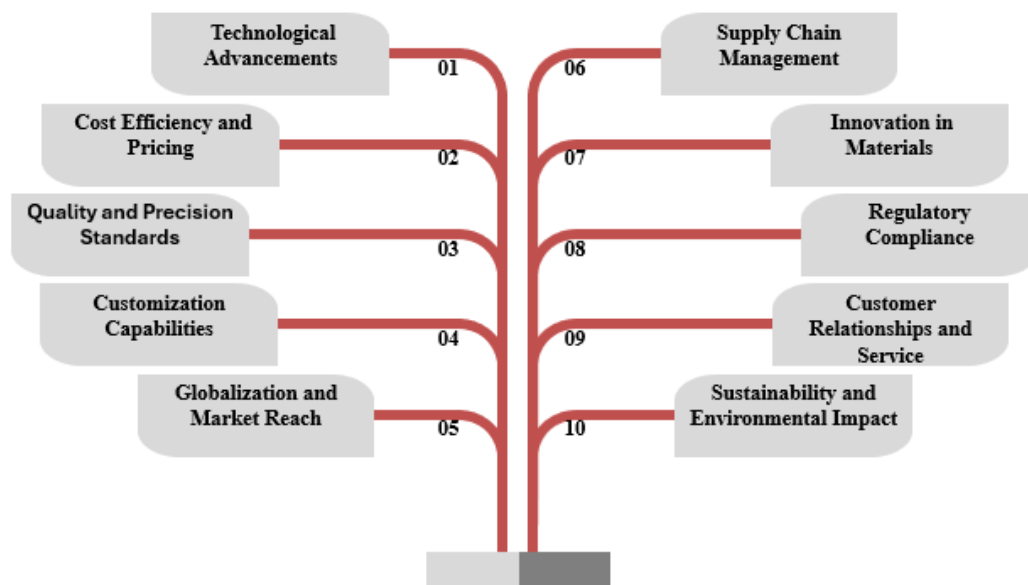 Technological
Advancements
01
Cost Efficiency and
Pricing
02
Quality and Precision
Standards
03
Customization
Capabilities
04
Globalization and
Market Reach
05
Supply Chain
Management
06
Innovation in
Materials
07
Regulatory
Compliance
08
Customer
Relationships and
Service
09
Sustainability and
Environmental Impact
10